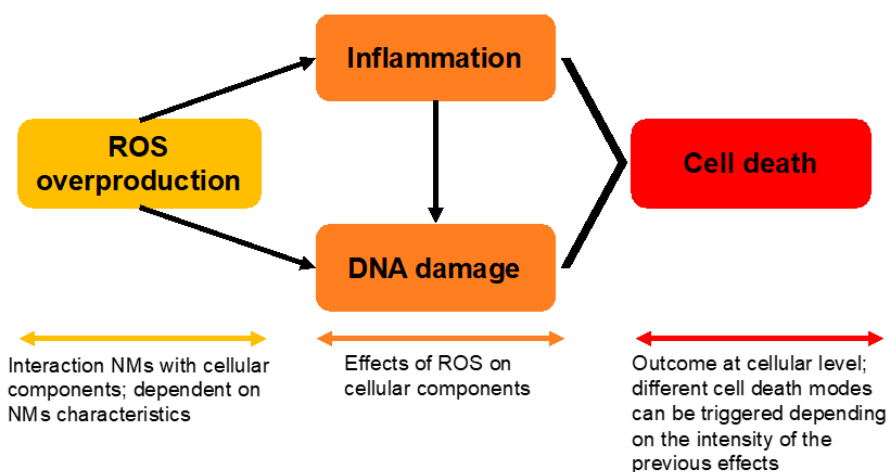 Inflammation
ROS
overproduction
Cell death
DNA damage
Interaction NMs with cellular
components; dependent on
NMs characteristics
Effects of ROS on
cellular components
Outcome at cellular level;
different cell death modes
can be triggered depending
on the intensity of the
previous effects